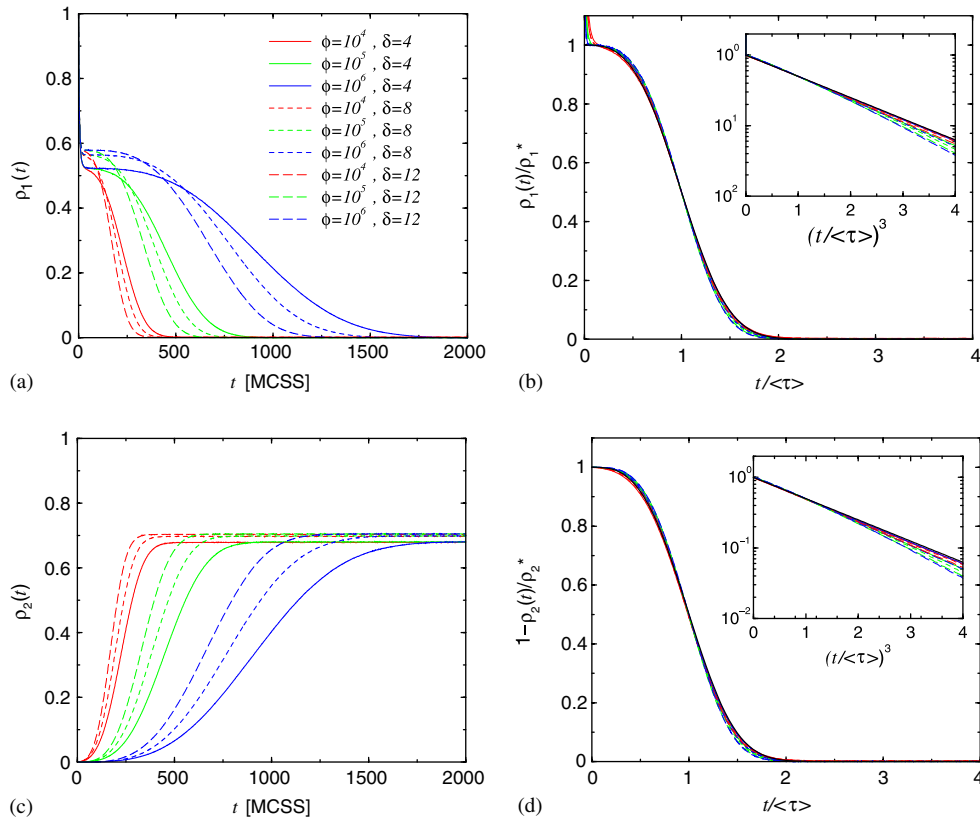 1
0.8
0.6
0.4
0.2
0
ρ1(t)
0 500 1000 1500 2000
t [MCSS]
(a)
ϕ=10^4 , δ=4
ϕ=10^5 , δ=4
ϕ=10^6 , δ=4
ϕ=10^4 , δ=8
ϕ=10^5 , δ=8
ϕ=10^6 , δ=8
ϕ=10^4 , δ=12
ϕ=10^5 , δ=12
ϕ=10^6 , δ=12
1
0.8
0.6
0.4
0.2
0
ρ1(t)/ρ1*
0 1 2 3 4
t/<τ>
(b)
10^0
10^1
10^2
0 1 2 3 4
(t/<τ>)^3
1
0.8
0.6
0.4
0.2
0
ρ2(t)
0 500 1000 1500 2000
t [MCSS]
(c)
1
0.8
0.6
0.4
0.2
0
1−ρ2(t)/ρ2*
0 1 2 3 4
t/<τ>
(d)
10^0
10^−1
10^−2
0 1 2 3 4
(t/<τ>)^3